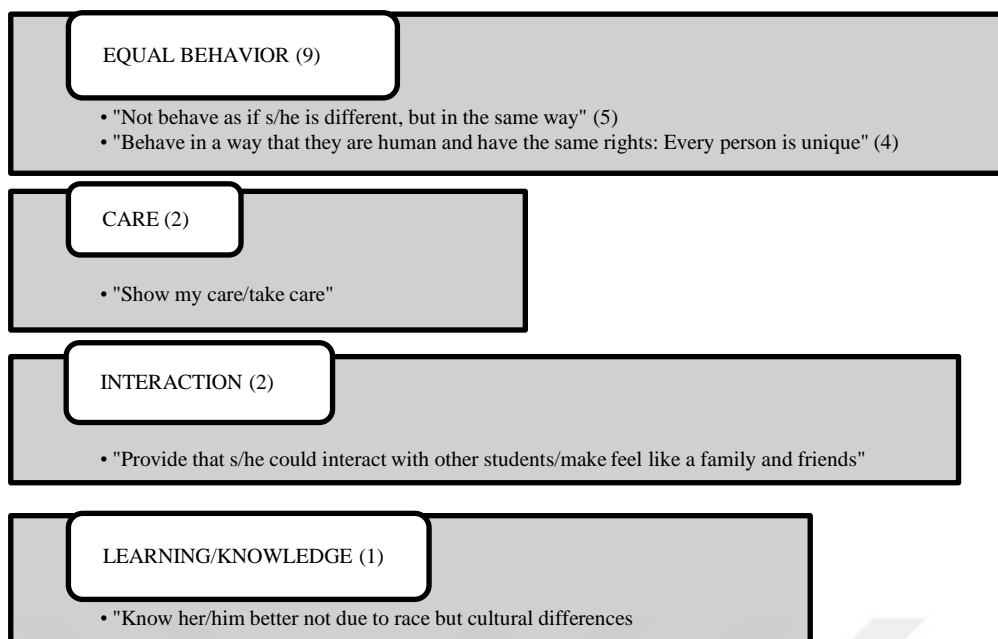 EQUAL BEHAVIOR (9)
• "Not behave as if s/he is different, but in the same way" (5)
• "Behave in a way that they are human and have the same rights: Every person is unique" (4)
CARE (2)
• "Show my care/take care"
INTERACTION (2)
• "Provide that s/he could interact with other students/make feel like a family and friends"
LEARNING/KNOWLEDGE (1)
• "Know her/him better not due to race but cultural differences